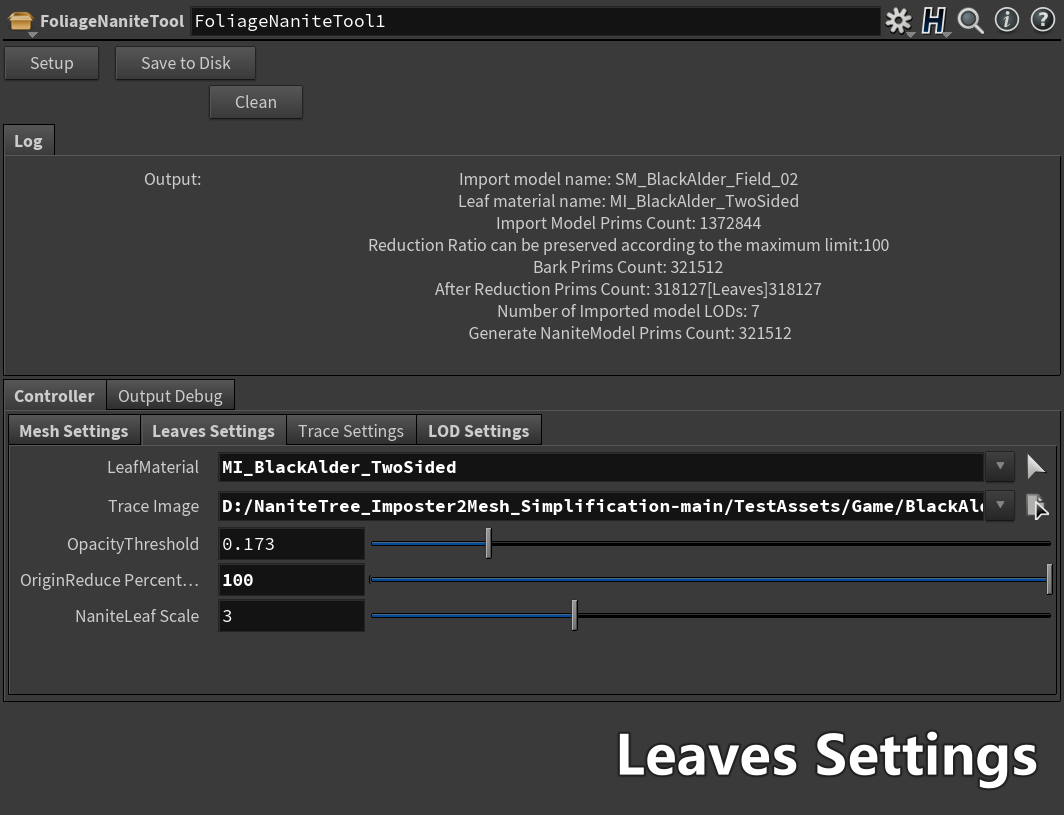 FoliageNaniteTool FoliageNaniteTool1
Setup Save to Disk
Clean
Log
Output: Import model name: SM_BlackAlder_Field_02
Leaf material name: MI_BlackAlder_TwoSided
Import Model Prims Count: 1372844
Reduction Ratio can be preserved according to the maximum limit:100
Bark Prims Count: 321512
After Reduction Prims Count: 318127[Leaves]318127
Number of Imported model LODs: 7
Generate NaniteModel Prims Count: 321512
Controller Output Debug
Mesh Settings Leaves Settings Trace Settings LOD Settings
LeafMaterial MI_BlackAlder_TwoSided
Trace Image D:/NaniteTree_Imposter2Mesh_Simplification-main/TestAssets/Game/BlackAl
OpacityThreshold 0.173
OriginReduce Percent... 100
NaniteLeaf Scale 3
Leaves Settings